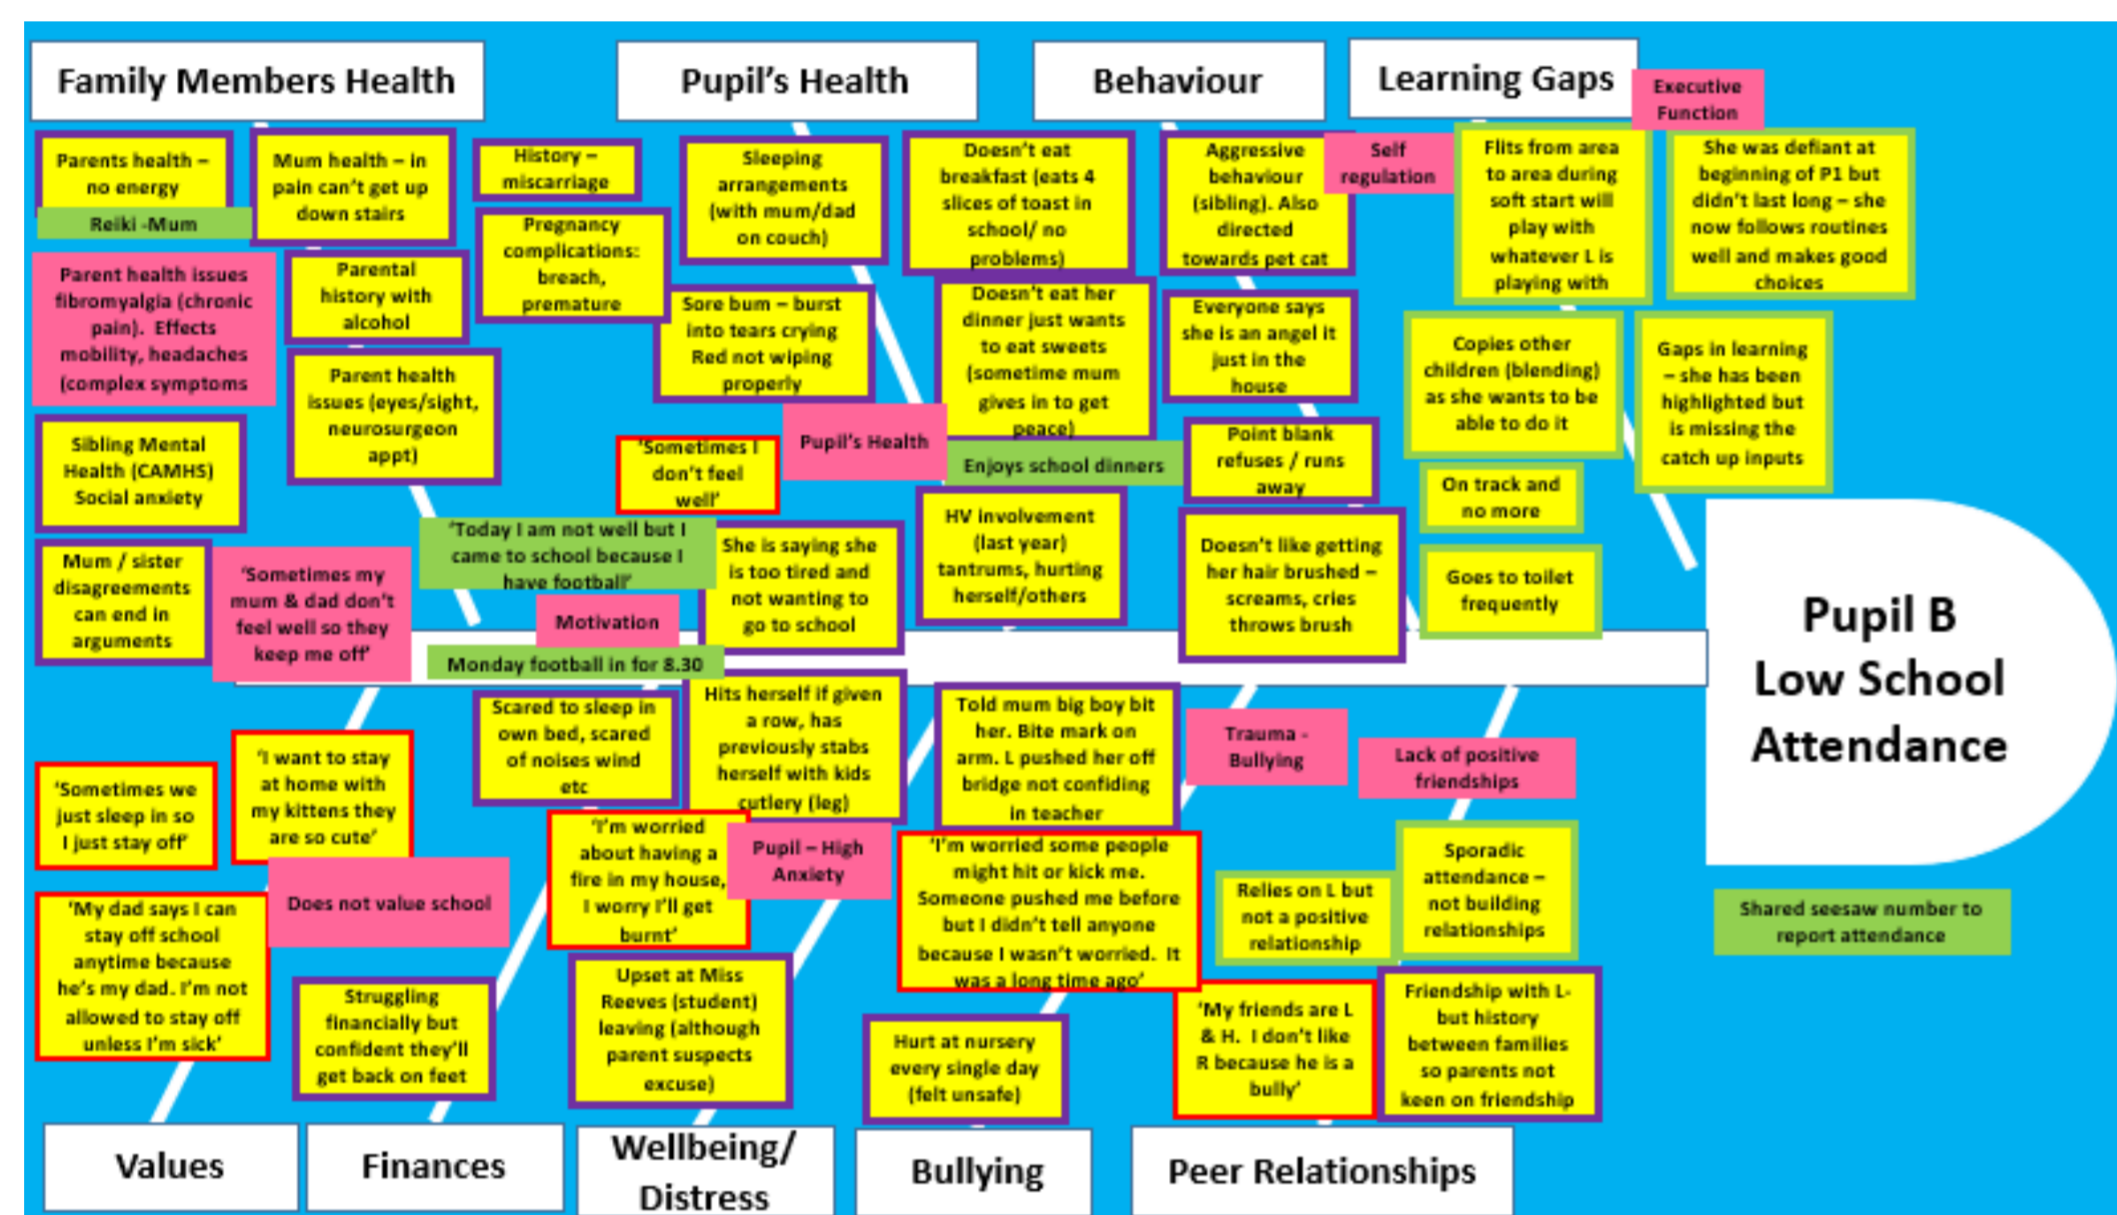 Family Members Health
Pupil's Health
Behaviour
Learning Gaps
Executive
Function
Parents health –
no energy
Reiki -Mum
Mum health – in
pain can't get up
down stairs
History –
miscarriage
Pregnancy
complications:
breach,
premature
Parent health issues
fibromyalgia (chronic
pain). Effects
mobility, headaches
(complex symptoms
Parental
history with
alcohol
Parent health
issues (eyes/sight,
neurosurgeon
appt)
Sibling Mental
Health (CAMHS)
Social anxiety
Mum / sister
disagreements
can end in
arguments
'Sometimes my
mum & dad don't
feel well so they
keep me off'
Sleeping
arrangements
(with mum/dad
on couch)
Sore bum – burst
into tears crying
Red not wiping
properly
Pupil's Health
'Sometimes I
don't feel
well'
'Today I am not well but I
came to school because I
have football'
Motivation
Monday football in for 8.30
She is saying she
is too tired and
not wanting to
go to school
Doesn't eat
breakfast (eats 4
slices of toast in
school/ no
problems)
Doesn't eat her
dinner just wants
to eat sweets
(sometime mum
gives in to get
peace)
Enjoys school dinners
HV involvement
(last year)
tantrums, hurting
herself/others
Aggressive
behaviour
(sibling). Also
directed
towards pet cat
Self
regulation
Everyone says
she is an angel it
just in the
house
Point blank
refuses / runs
away
Doesn't like getting
her hair brushed –
screams, cries
throws brush
Flits from area
to area during
soft start will
play with
whatever L is
playing with
She was defiant at
beginning of P1 but
didn't last long – she
now follows routines
well and makes good
choices
Copies other
children (blending)
as she wants to be
able to do it
Gaps in learning
– she has been
highlighted but
is missing the
catch up inputs
On track and
no more
Goes to toilet
frequently
Pupil B
Low School
Attendance
'Sometimes we
just sleep in so
I just stay off'
'I want to stay
at home with
my kittens they
are so cute'
Does not value school
'My dad says I can
stay off school
anytime because
he's my dad. I'm not
allowed to stay off
unless I'm sick'
Struggling
financially but
confident they'll
get back on feet
Scared to sleep in
own bed, scared
of noises wind
etc
Hits herself if given
a row, has
previously stabs
herself with kids
cutlery (leg)
'I'm worried
about having a
fire in my house,
I worry I'll get
burnt'
Pupil – High
Anxiety
Upset at Miss
Reeves (student)
leaving (although
parent suspects
excuse)
Told mum big boy bit
her. Bite mark on
arm. L pushed her off
bridge not confiding
in teacher
Trauma -
Bullying
'I'm worried some people
might hit or kick me.
Someone pushed me before
but I didn't tell anyone
because I wasn't worried. It
was a long time ago'
Hurt at nursery
every single day
(felt unsafe)
Lack of positive
friendships
Relies on L but
not a positive
relationship
Sporadic
attendance –
not building
relationships
'My friends are L
& H. I don't like
R because he is a
bully'
Friendship with L-
but history
between families
so parents not
keen on friendship
Shared seesaw number to
report attendance
Values
Finances
Wellbeing/
Distress
Bullying
Peer Relationships